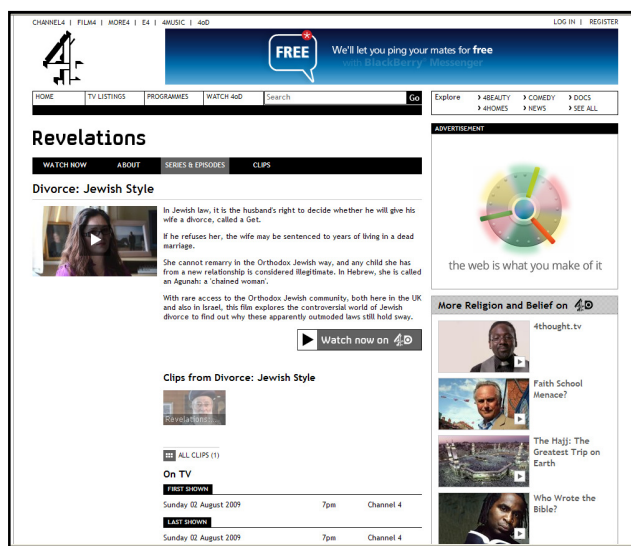 CHANNEL4 | FILM4 | MORE4 | E4 | 4MUSIC | 4oD
LOG IN | REGISTER
FREE
We'll let you ping your mates for free
with BlackBerry® Messenger
HOME
TV LISTINGS
PROGRAMMES
WATCH 4oD
Search
Go
Explore
4BEAUTY
COMEDY
DOCS
4HOMES
NEWS
SEE ALL
Revelations
ADVERTISEMENT
WATCH NOW
ABOUT
SERIES & EPISODES
CLIPS
Divorce: Jewish Style
In Jewish law, it is the husband's right to decide whether he will give his
wife a divorce, called a Get.
If he refuses her, the wife may be sentenced to years of living in a dead
marriage.
She cannot remarry in the Orthodox Jewish way, and any child she has
from a new relationship is considered illegitimate. In Hebrew, she is called
an Agunah: a 'chained woman'.
With rare access to the Orthodox Jewish community, both here in the UK
and also in Israel, this film explores the controversial world of Jewish
divorce to find out why these apparently outmoded laws still hold sway.
Watch now on 4oD
the web is what you make of it
More Religion and Belief on 4oD
4thought.tv
Faith School
Menace?
The Hajj: The
Greatest Trip on
Earth
Who Wrote the
Bible?
Clips from Divorce: Jewish Style
Revelations:
ALL CLIPS (1)
On TV
FIRST SHOWN
Sunday 02 August 2009 7pm Channel 4
LAST SHOWN
Sunday 02 August 2009 7pm Channel 4